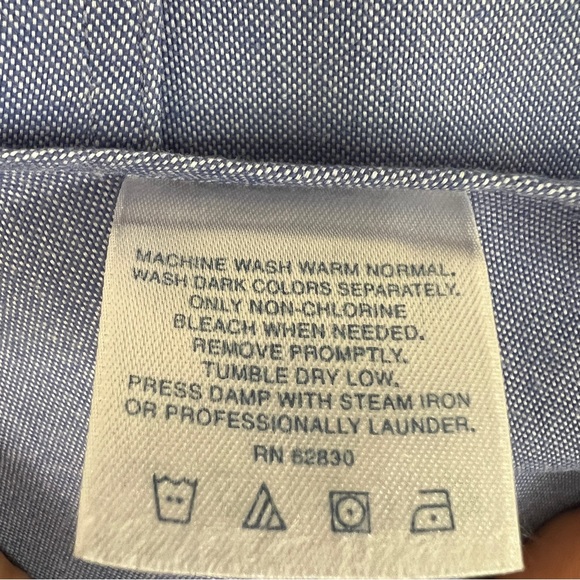 MACHINE WASH WARM NORMAL.
WASH DARK COLORS SEPARATELY.
ONLY NON-CHLORINE
BLEACH WHEN NEEDED.
REMOVE PROMPTLY.
TUMBLE DRY LOW.
PRESS DAMP WITH STEAM IRON
OR PROFESSIONALLY LAUNDER.
RN 62830